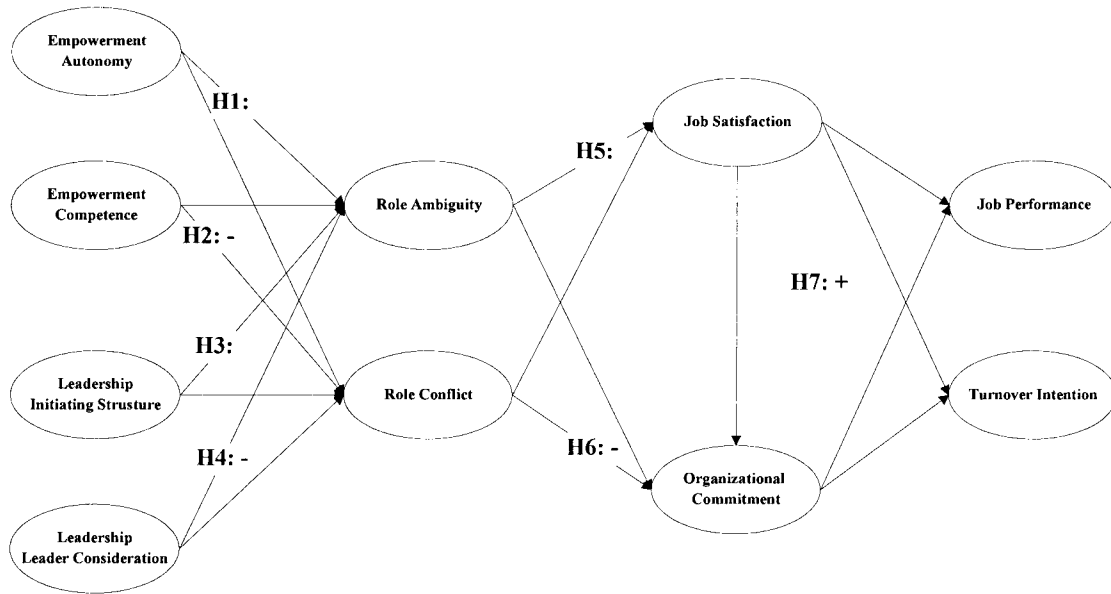 Empowerment
Autonomy
H1:
Empowerment
Competence
H2: -
H3:
Leadership
Initiating Strusture
H4: -
Leadership
Leader Consideration
Role Ambiguity
Role Conflict
H5:
H6: -
Job Satisfaction
H7: +
Organizational
Commitment
Job Performance
Turnover Intention